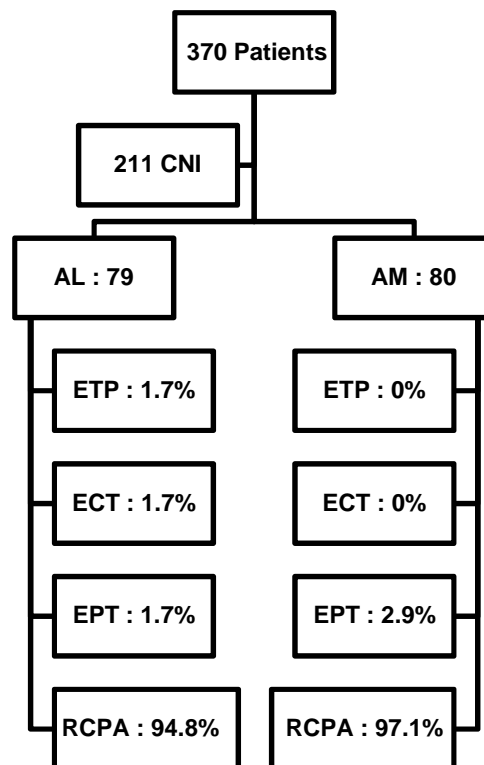 370 Patients
211 CNI
AL : 79
AM : 80
ETP : 1.7%
ETP : 0%
ECT : 1.7%
ECT : 0%
EPT : 1.7%
EPT : 2.9%
RCPA : 94.8%
RCPA : 97.1%